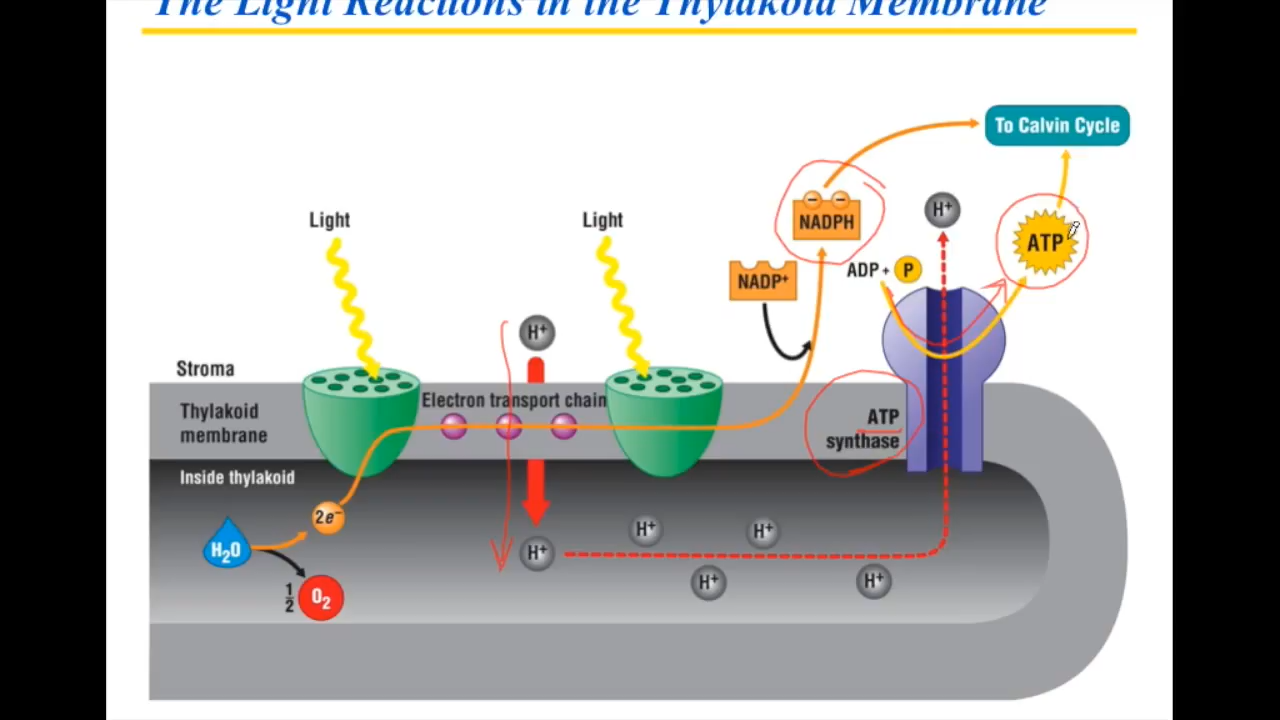 The Light Reactions in the Thylakoid Membrane
To Calvin Cycle
NADPH
H+
ATP
Light
Light
NADP+
ADP + P
H+
Stroma
Thylakoid
membrane
Electron transport chain
ATP
synthase
Inside thylakoid
2e−
H2O
1/2 O2
H+
H+
H+
H+
H+